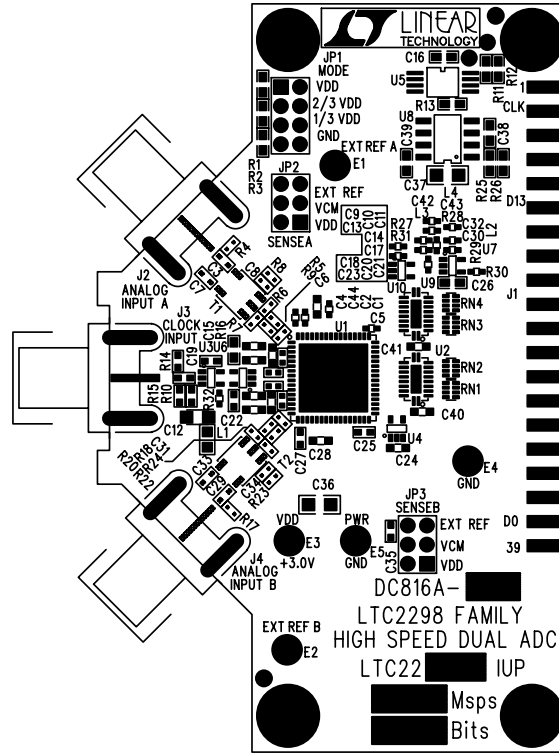 LINEAR
TECHNOLOGY
C16
U5
R13
U8
C39
C38
R11
R12
1
CLK
JP1
MODE
VDD
2/3 VDD
1/3 VDD
GND
EXT REF A
E1
R1
R2
R3
JP2
EXT REF
VCM
VDD
SENSEA
C37
L4
C43
C42
R25
R26
D13
C9
C13
C10
C11
C14
C17
C18
C23
C21
R27
R31
L3
R28
C32
C30
L2
U7
R29
R30
C26
U10
U9
J1
J2
ANALOG
INPUT A
R4
C3
C7
T1
C8
R8
R5
C6
R9
R6
R7
C4
C44
C2
C1
C5
U1
C41
U2
RN4
RN3
RN2
RN1
C40
J3
CLOCK
INPUT
C15
R16
C19
U3
U6
R14
R15
R10
R32
C12
C22
L1
C27
C28
C25
U4
C24
R18
C31
R20
R24
R22
C33
C29
C34
R23
T2
R17
C36
E4
GND
VDD
E3
+3.0V
PWR
GND
E5
C35
JP3
SENSEB
EXT REF
VCM
VDD
D0
39
J4
ANALOG
INPUT B
EXT REF B
E2
DC816A-
LTC2298 FAMILY
HIGH SPEED DUAL ADC
LTC22 IUP
Msps
Bits